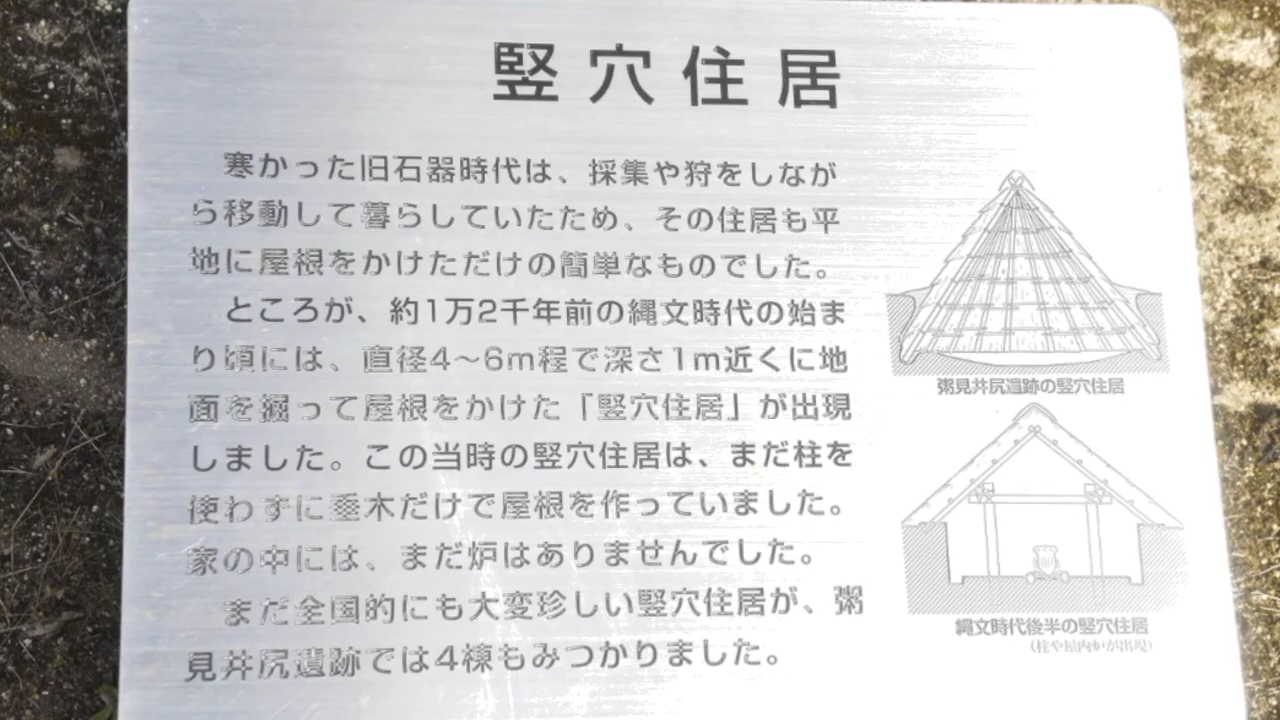 竪穴住居
寒かった旧石器時代は、採集や狩をしなが
ら移動して暮らしていたため、その住居も平
地に屋根をかけただけの簡単なものでした。
ところが、約1万2千年前の縄文時代の始ま
り頃には、直径4〜6m程で深さ1m近くに地
面を掘って屋根をかけた「竪穴住居」が出現
しました。この当時の竪穴住居は、まだ柱を
使わずに垂木だけで屋根を作っていました。
家の中には、まだ炉はありませんでした。
まだ全国的にも大変珍しい竪穴住居が、粥
見井尻遺跡では4棟もみつかりました。
粥見井尻遺跡の竪穴住居
縄文時代後半の竪穴住居
(柱や屋内炉が出現)